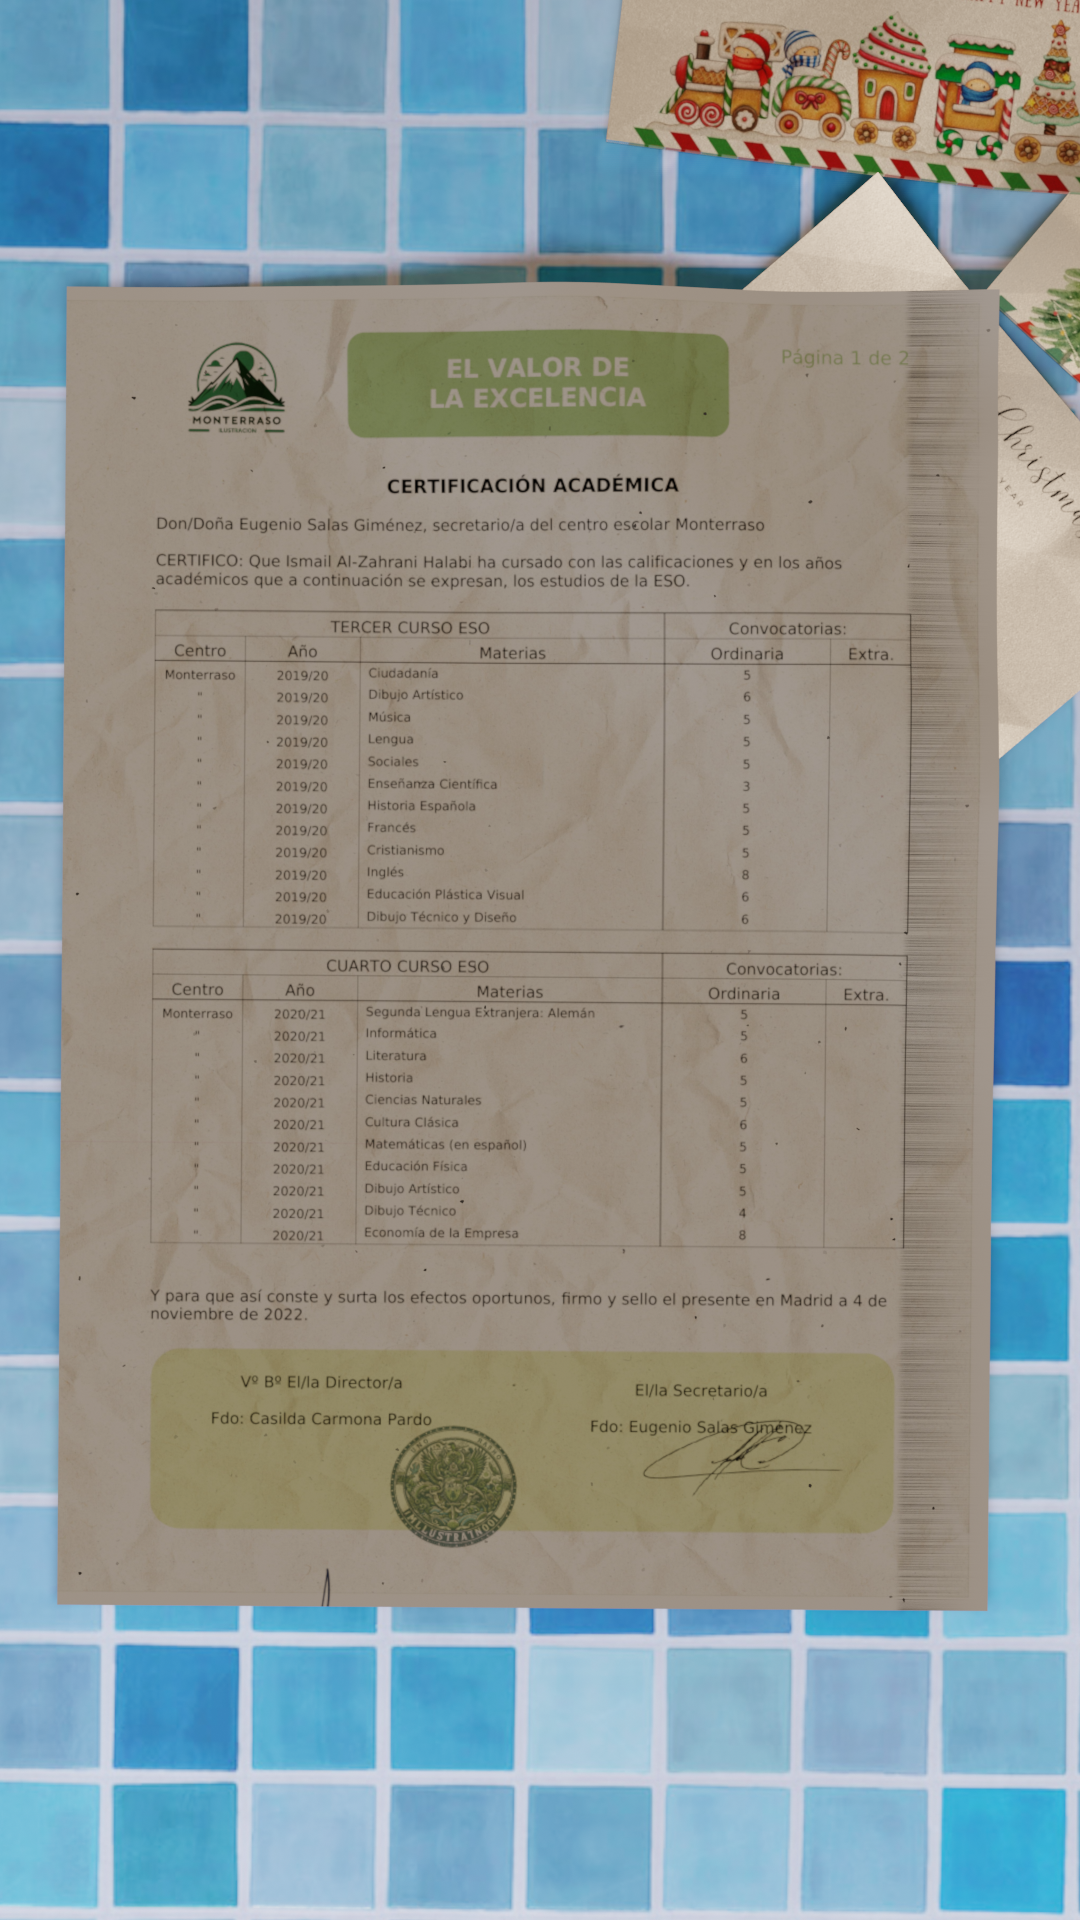 HAPPY NEW YEAR
MONTERRASO
ILUSTRACION
EL VALOR DE
LA EXCELENCIA
Página 1 de 2
Christmas
YEAR
CERTIFICACIÓN ACADÉMICA
Don/Doña Eugenio Salas Giménez, secretario/a del centro escolar Monterraso
CERTIFICO: Que Ismail Al-Zahrani Halabi ha cursado con las calificaciones y en los años
académicos que a continuación se expresan, los estudios de la ESO.
TERCER CURSO ESO Convocatorias:
Centro Año Materias Ordinaria Extra.
Monterraso 2019/20 Ciudadanía 5
" 2019/20 Dibujo Artístico 6
" 2019/20 Música 5
" 2019/20 Lengua 5
" 2019/20 Sociales 5
" 2019/20 Enseñanza Científica 3
" 2019/20 Historia Española 5
" 2019/20 Francés 5
" 2019/20 Cristianismo 5
" 2019/20 Inglés 8
" 2019/20 Educación Plástica Visual 6
" 2019/20 Dibujo Técnico y Diseño 6
CUARTO CURSO ESO Convocatorias:
Centro Año Materias Ordinaria Extra.
Monterraso 2020/21 Segunda Lengua Extranjera: Alemán 5
" 2020/21 Informática 5
" 2020/21 Literatura 6
" 2020/21 Historia 5
" 2020/21 Ciencias Naturales 5
" 2020/21 Cultura Clásica 6
" 2020/21 Matemáticas (en español) 5
" 2020/21 Educación Física 5
" 2020/21 Dibujo Artístico 5
" 2020/21 Dibujo Técnico 4
" 2020/21 Economía de la Empresa 8
Y para que así conste y surta los efectos oportunos, firmo y sello el presente en Madrid a 4 de
noviembre de 2022.
Vº Bº El/la Director/a
Fdo: Casilda Carmona Pardo
El/la Secretario/a
Fdo: Eugenio Salas Giménez